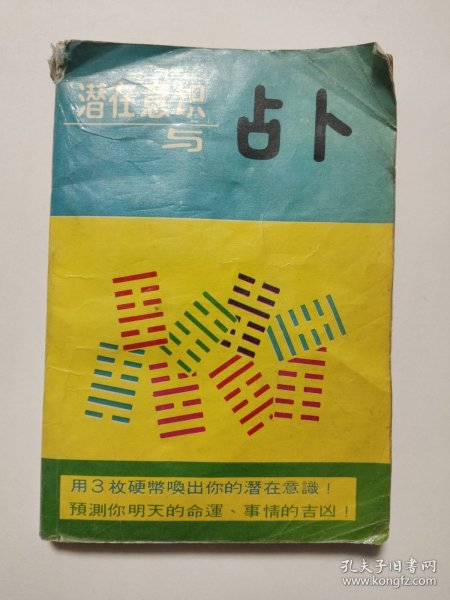 潜在意识
与 占卜
用3枚硬幣喚出你的潛在意識！
預測你明天的命運、事情的吉凶！
孔夫子旧书网
www.kongfz.com